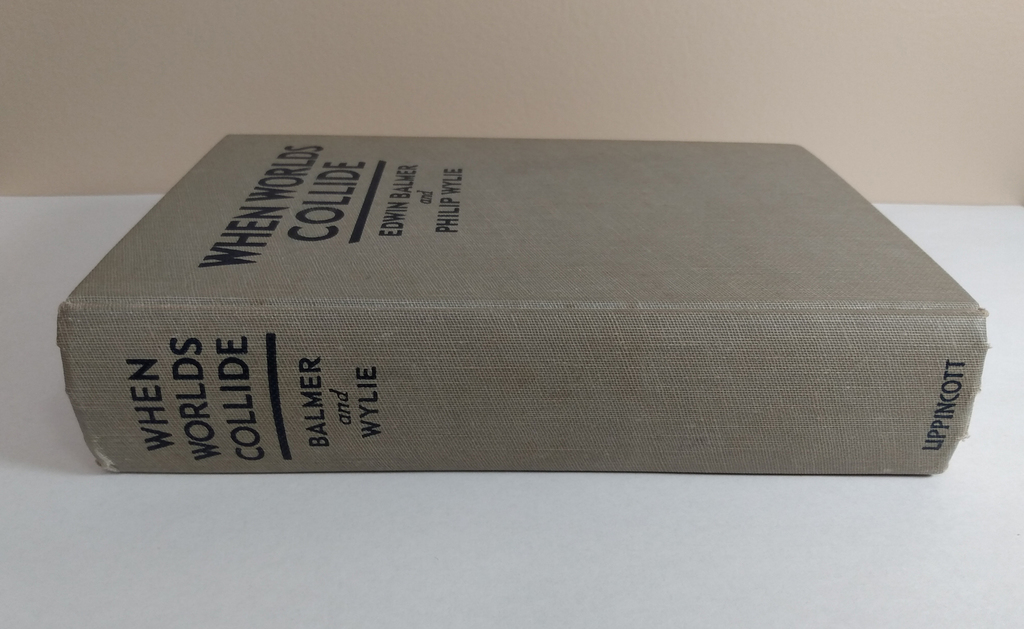 WHEN WORLDS
COLLIDE
EDWIN BALMER
and
PHILIP WYLIE
WHEN
WORLDS
COLLIDE
BALMER
and
WYLIE
LIPPINCOTT